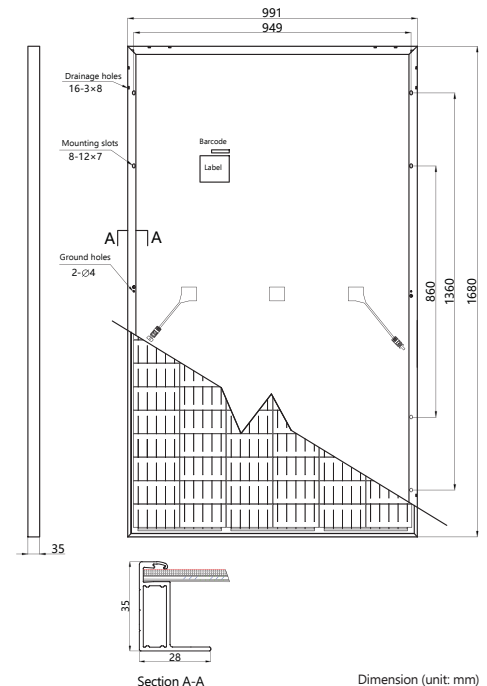 991
949
Drainage holes
16-3×8
Mounting slots
8-12×7
Barcode
Label
A A
Ground holes
2-∅4
860
1360
1680
35
35
28
Section A-A
Dimension (unit: mm)